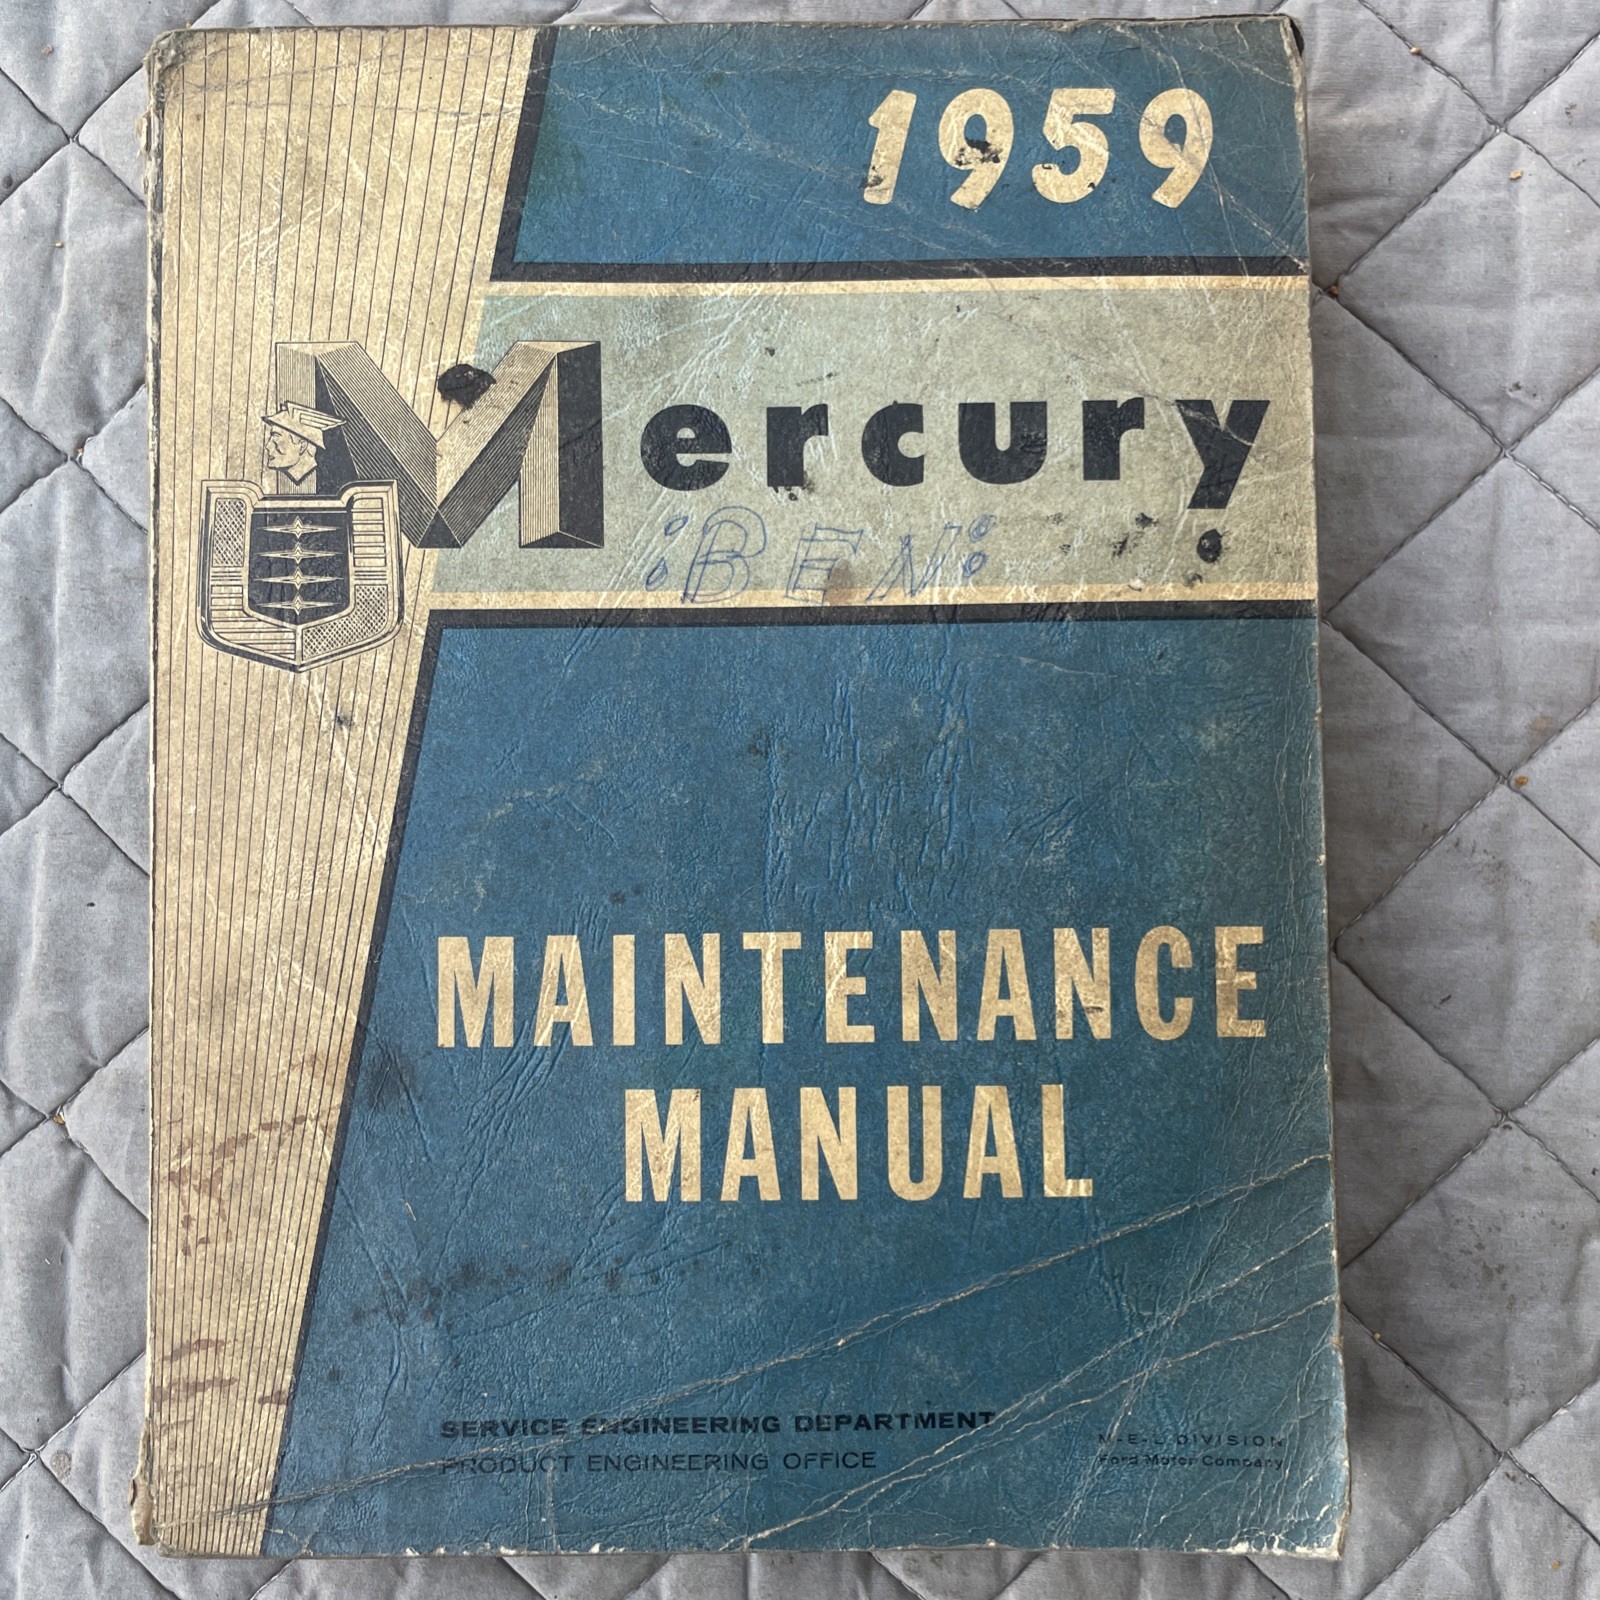 1959
Mercury
BEN
MAINTENANCE
MANUAL
SERVICE ENGINEERING DEPARTMENT
PRODUCT ENGINEERING OFFICE
M-E-L DIVISION
Ford Motor Company